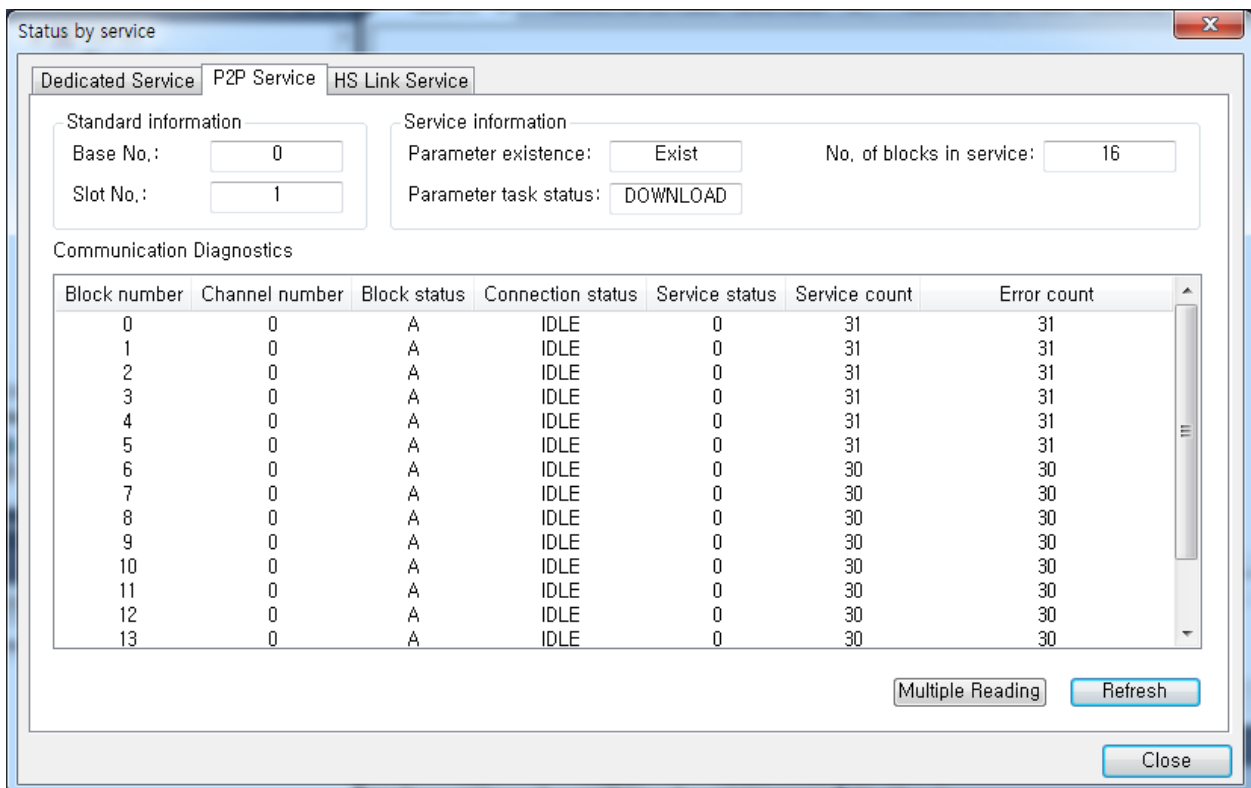 Status by service
Dedicated Service P2P Service HS Link Service
Standard information Service information
Base No.: 0 Parameter existence: Exist No. of blocks in service: 16
Slot No.: 1 Parameter task status: DOWNLOAD
Communication Diagnostics
Block number Channel number Block status Connection status Service status Service count Error count
0 0 A IDLE 0 31 31
1 0 A IDLE 0 31 31
2 0 A IDLE 0 31 31
3 0 A IDLE 0 31 31
4 0 A IDLE 0 31 31
5 0 A IDLE 0 31 31
6 0 A IDLE 0 30 30
7 0 A IDLE 0 30 30
8 0 A IDLE 0 30 30
9 0 A IDLE 0 30 30
10 0 A IDLE 0 30 30
11 0 A IDLE 0 30 30
12 0 A IDLE 0 30 30
13 0 A IDLE 0 30 30
Multiple Reading Refresh
Close